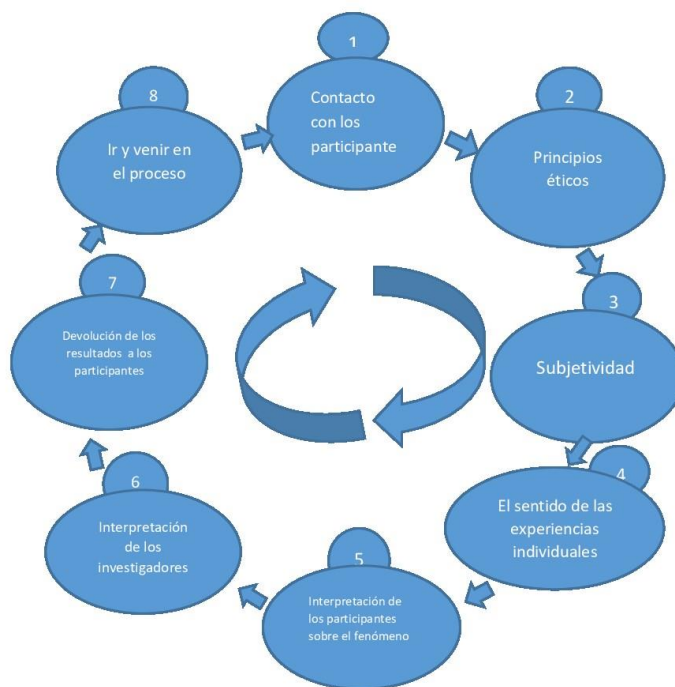 1
Contacto
con los
participante
2
Principios
éticos
3
Subjetividad
4
El sentido de las
experiencias
individuales
5
Interpretación de
los participantes
sobre el fenómeno
6
Interpretación
de los
investigadores
7
Devolución de los
resultados a los
participantes
8
Ir y venir en
el proceso